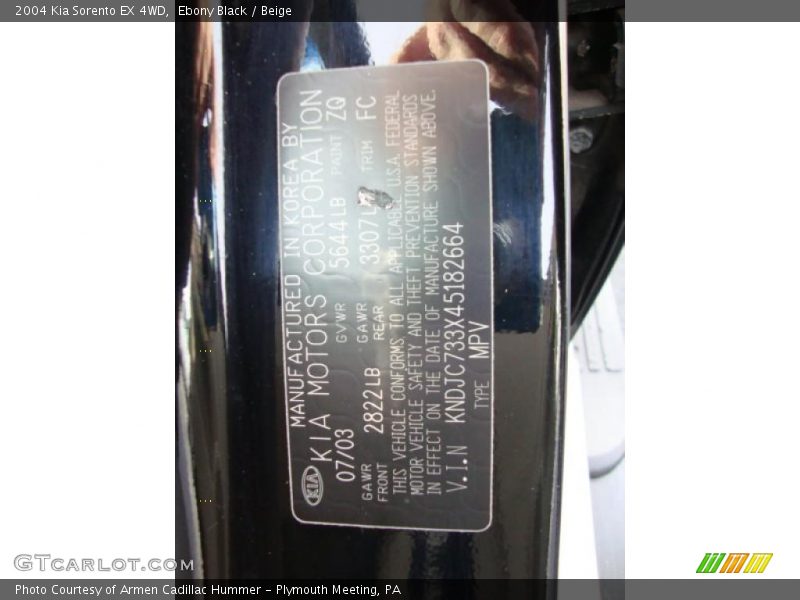 2004 Kia Sorento EX 4WD, Ebony Black / Beige
MANUFACTURED IN KOREA BY
KIA MOTORS CORPORATION
07/03 GVWR 5644LB PAINT ZQ
GAWR FRONT 2822LB GAWR REAR 3307L TRIM FC
THIS VEHICLE CONFORMS TO ALL APPLICABLE U.S.A. FEDERAL
MOTOR VEHICLE SAFETY AND THEFT PREVENTION STANDARDS
IN EFFECT ON THE DATE OF MANUFACTURE SHOWN ABOVE.
V.I.N KNDJC733X45182664
TYPE MPV
KIA
GTcarlot.com
Photo Courtesy of Armen Cadillac Hummer - Plymouth Meeting, PA